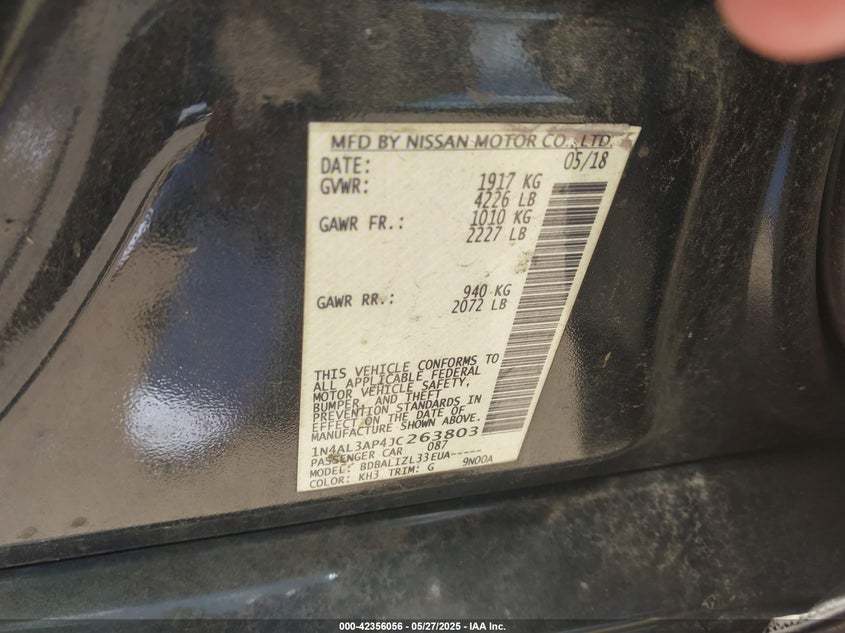 MFD BY NISSAN MOTOR CO., LTD.
DATE: 05/18
GVWR: 1917 KG
4226 LB
GAWR FR.: 1010 KG
2227 LB
GAWR RR.: 940 KG
2072 LB
THIS VEHICLE CONFORMS TO
ALL APPLICABLE FEDERAL
MOTOR VEHICLE SAFETY,
BUMPER, AND THEFT
PREVENTION STANDARDS IN
EFFECT ON THE DATE OF
MANUFACTURE SHOWN ABOVE.
1N4AL3AP4JC263803
PASSENGER CAR 087
MODEL: BDBALIZL33EUA-----
COLOR: KH3 TRIM: G 9N00A
000-42356056 - 05/27/2025 - IAA Inc.